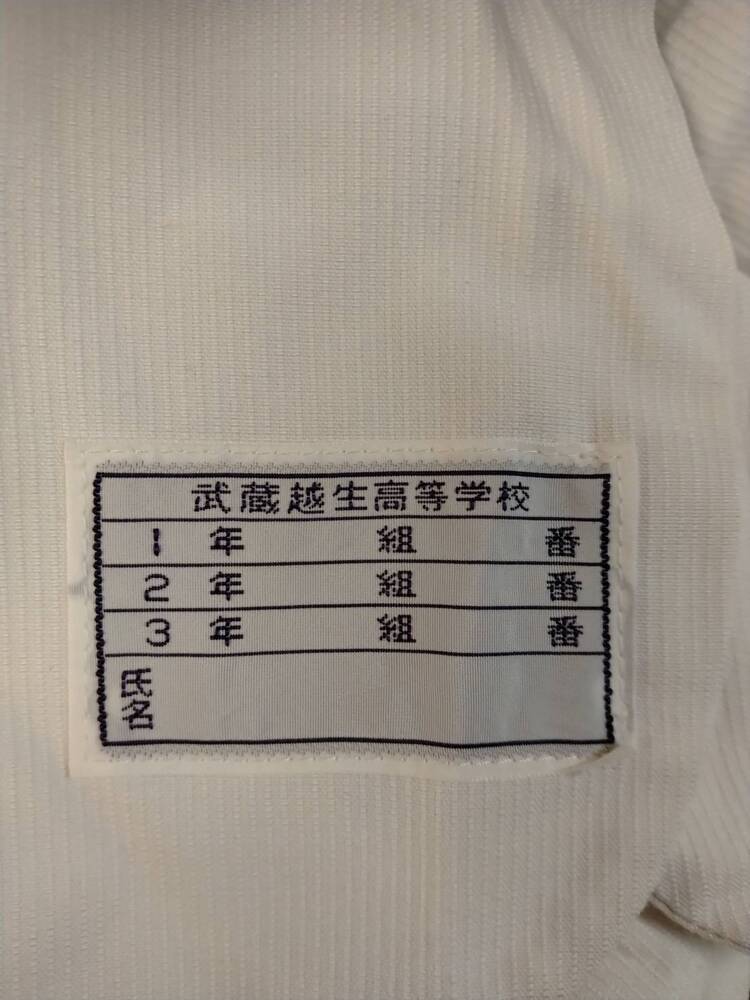 武蔵越生高等学校
1 年 組 番
2 年 組 番
3 年 組 番
氏名